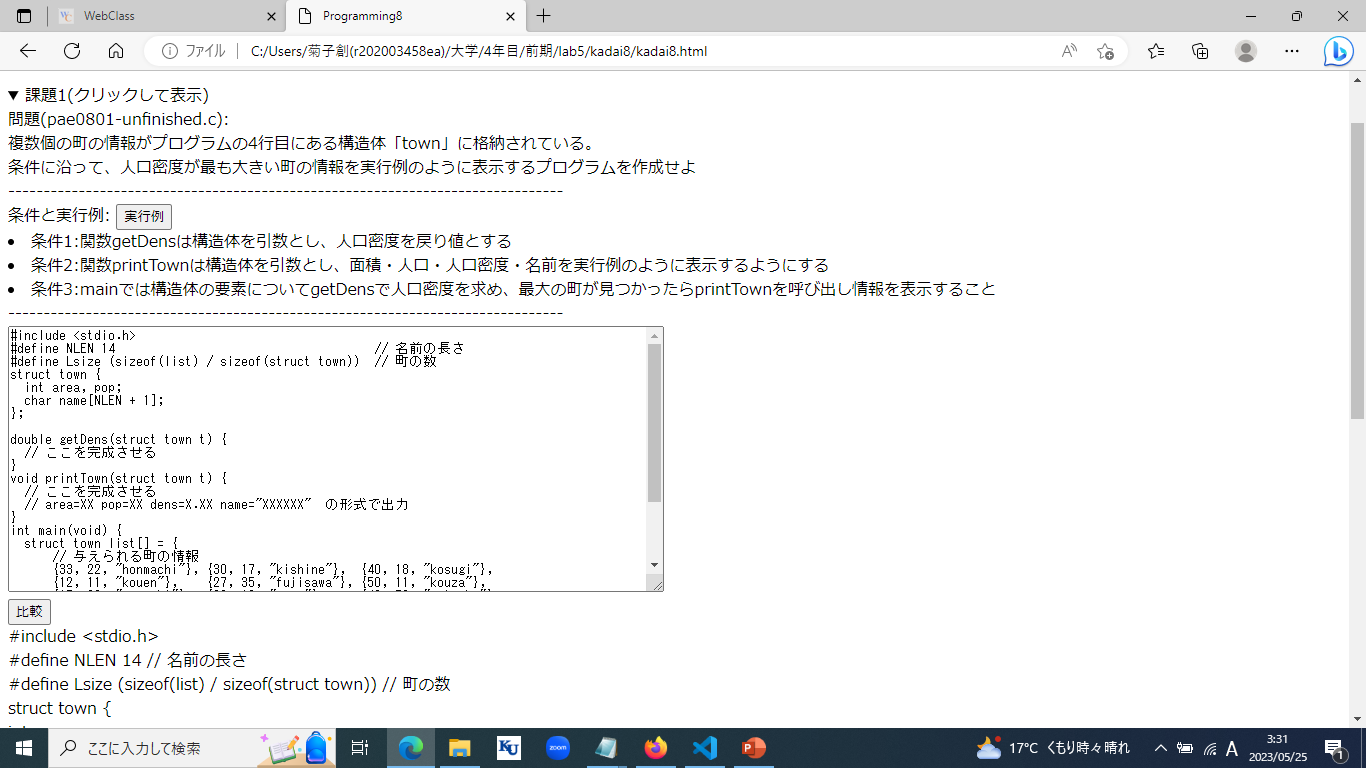 WebClass
Programming8
ファイル
C:/Users/菊子創(r202003458ea)/大学/4年目/前期/lab5/kadai8/kadai8.html
▼ 課題1(クリックして表示)
問題(pae0801-unfinished.c):
複数個の町の情報がプログラムの4行目にある構造体「town」に格納されている。
条件に沿って、人口密度が最も大きい町の情報を実行例のように表示するプログラムを作成せよ
--------------------------------------------------------------------------------
条件と実行例: 実行例
• 条件1:関数getDensは構造体を引数とし、人口密度を戻り値とする
• 条件2:関数printTownは構造体を引数とし、面積・人口・人口密度・名前を実行例のように表示するようにする
• 条件3:mainでは構造体の要素についてgetDensで人口密度を求め、最大の町が見つかったらprintTownを呼び出し情報を表示すること
--------------------------------------------------------------------------------
#include <stdio.h>
#define NLEN 14 // 名前の長さ
#define Lsize (sizeof(list) / sizeof(struct town)) // 町の数
struct town {
int area, pop;
char name[NLEN + 1];
};
double getDens(struct town t) {
// ここを完成させる
}
void printTown(struct town t) {
// ここを完成させる
// area=XX pop=XX dens=X.XX name="XXXXXX" の形式で出力
}
int main(void) {
struct town list[] = {
// 与えられる町の情報
{33, 22, "honmachi"}, {30, 17, "kishine"}, {40, 18, "kosugi"},
{12, 11, "kouen"}, {27, 35, "fujisawa"}, {50, 11, "kouza"},
比較
#include <stdio.h>
#define NLEN 14 // 名前の長さ
#define Lsize (sizeof(list) / sizeof(struct town)) // 町の数
struct town {
ここに入力して検索
KU
zoom
P
17°C くもり時々晴れ
A
3:31
2023/05/25
1